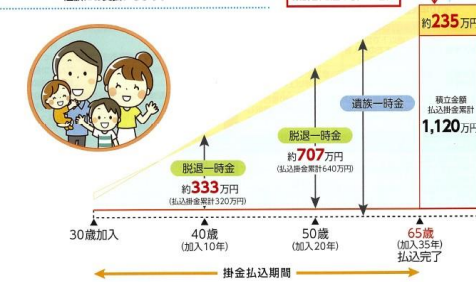 約235万円
積立金額
払込掛金累計
1,120万円
遺族一時金
脱退一時金
約707万円
(払込掛金累計640万円)
脱退一時金
約333万円
(払込掛金累計320万円)
30歳加入
40歳
(加入10年)
50歳
(加入20年)
65歳
(加入35年)
払込完了
掛金払込期間